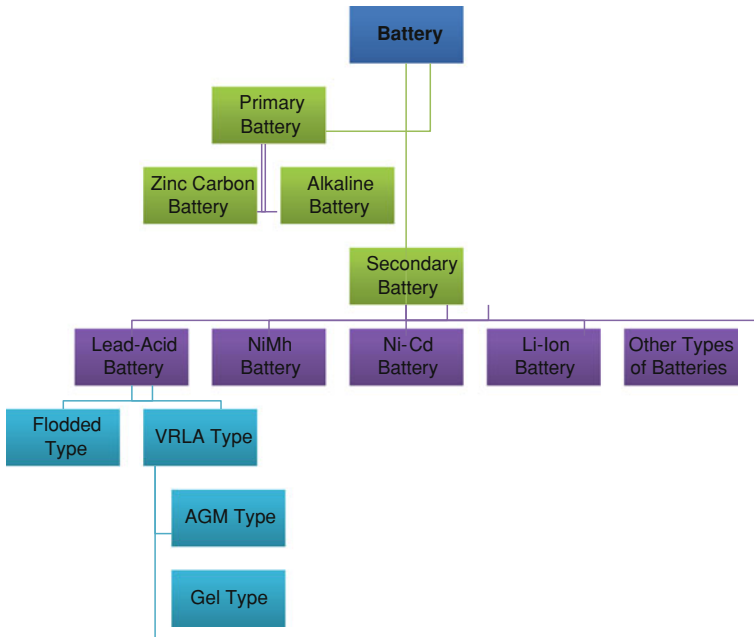 Battery
Primary
Battery
Zinc Carbon
Battery
Alkaline
Battery
Secondary
Battery
Lead-Acid
Battery
NiMh
Battery
Ni-Cd
Battery
Li-Ion
Battery
Other Types
of Batteries
Flodded
Type
VRLA Type
AGM Type
Gel Type